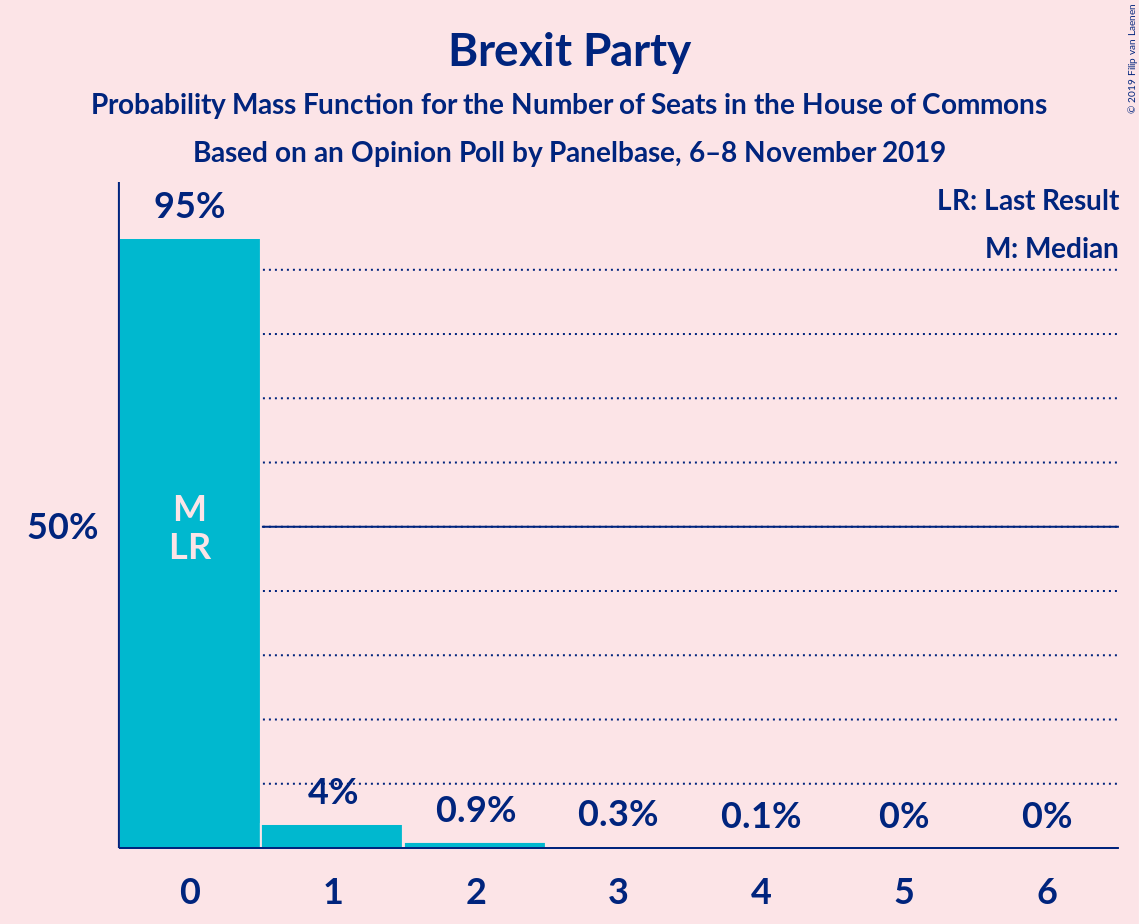 Brexit Party
Probability Mass Function for the Number of Seats in the House of Commons
Based on an Opinion Poll by Panelbase, 6–8 November 2019
© 2019 Filip van Laenen
LR: Last Result
M: Median
95%
50%
M
LR
4%
0.9%
0.3%
0.1%
0%
0%
0 1 2 3 4 5 6